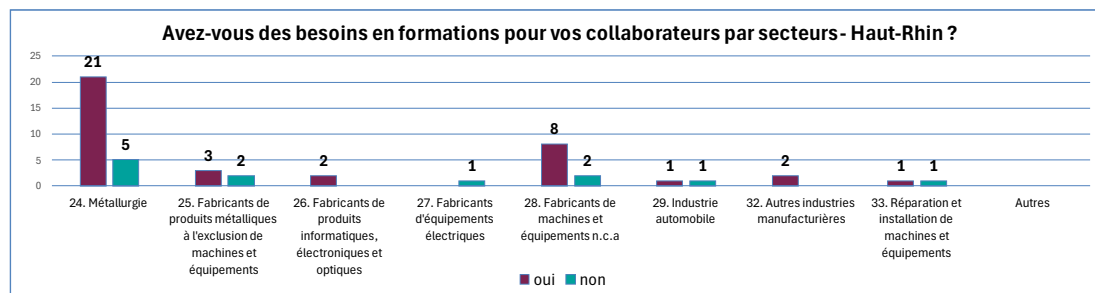 Avez-vous des besoins en formations pour vos collaborateurs par secteurs - Haut-Rhin ?
25
20
15
10
5
0
21
5
3
2
2
1
8
2
1
1
2
1
1
24. Métallurgie
25. Fabricants de
produits métalliques
à l'exclusion de
machines et
équipements
26. Fabricants de
produits
informatiques,
électroniques et
optiques
27. Fabricants
d'équipements
électriques
28. Fabricants de
machines et
équipements n.c.a
29. Industrie
automobile
32. Autres industries
manufacturières
33. Réparation et
installation de
machines et
équipements
Autres
oui non